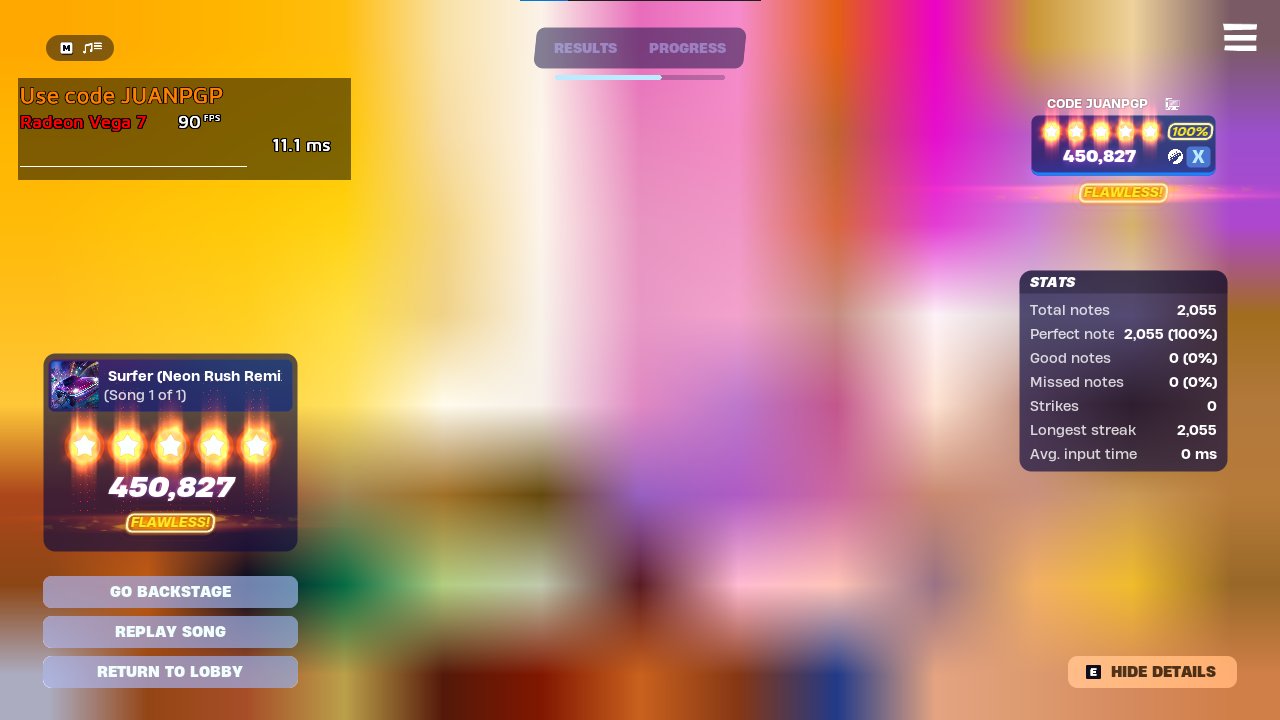 RESULTS PROGRESS
M
Use code JUANPGP
Radeon Vega 7 90 FPS
11.1 ms
CODE JUANPGP
100%
450,827 X
FLAWLESS!
STATS
Total notes 2,055
Perfect note 2,055 (100%)
Good notes 0 (0%)
Missed notes 0 (0%)
Strikes 0
Longest streak 2,055
Avg. input time 0 ms
Surfer (Neon Rush Remi
(Song 1 of 1)
450,827
FLAWLESS!
GO BACKSTAGE
REPLAY SONG
RETURN TO LOBBY
E HIDE DETAILS